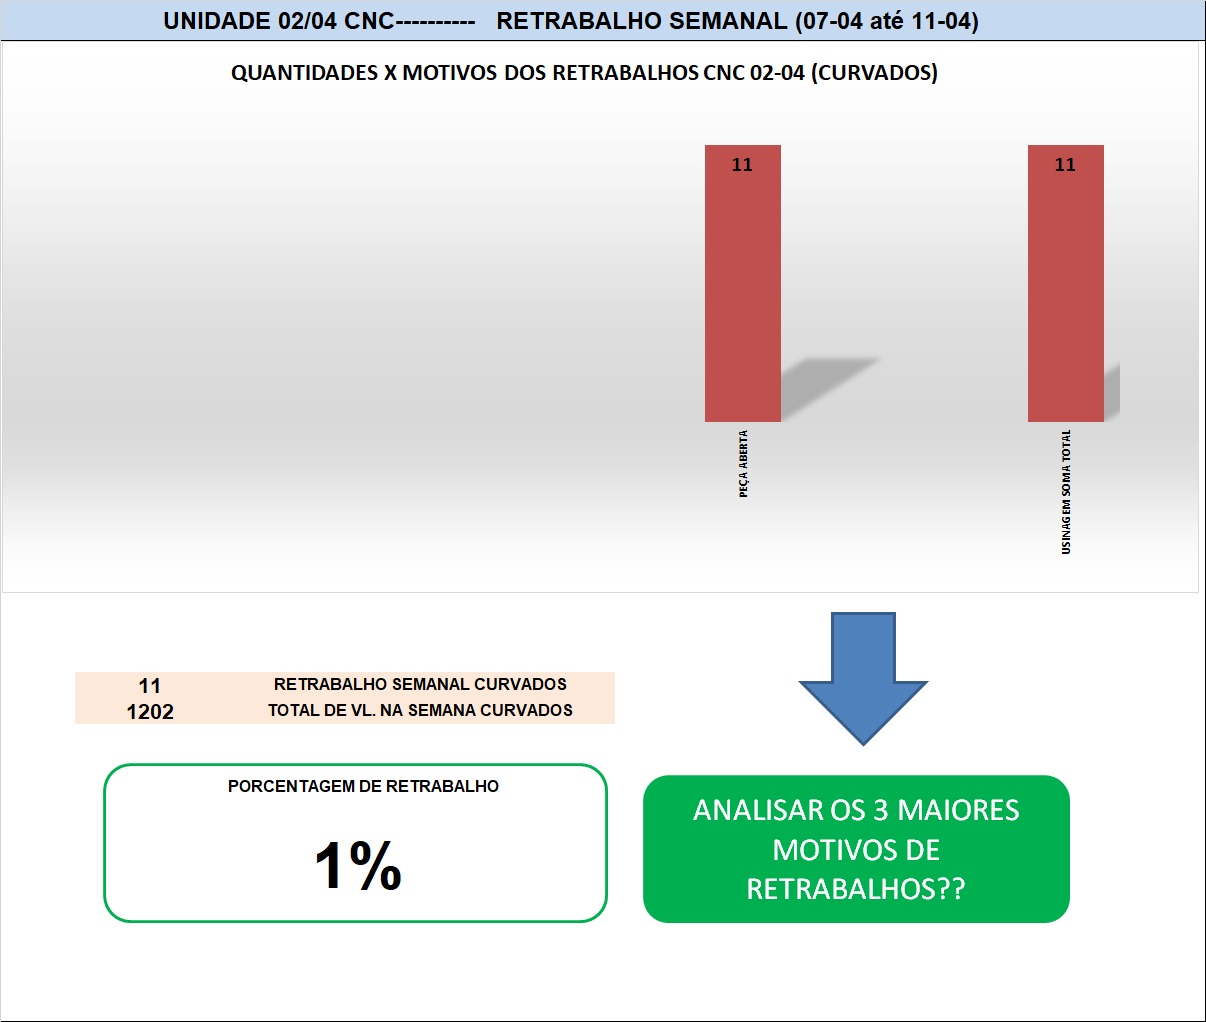 UNIDADE 02/04 CNC---------- RETRABALHO SEMANAL (07-04 até 11-04)
QUANTIDADES X MOTIVOS DOS RETRABALHOS CNC 02-04 (CURVADOS)
11
11
PEÇA ABERTA
USINAGEM SOMA TOTAL
11 RETRABALHO SEMANAL CURVADOS
1202 TOTAL DE VL. NA SEMANA CURVADOS
PORCENTAGEM DE RETRABALHO
1%
ANALISAR OS 3 MAIORES
MOTIVOS DE
RETRABALHOS??